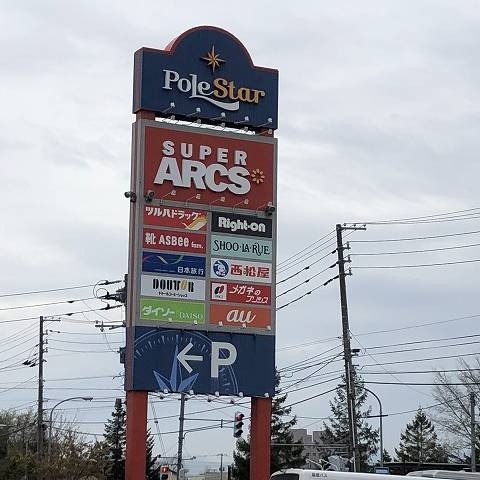 PoleStar
SUPER
ARCS
ツルハドラッグ
Right-on
靴 ASBee fam.
SHOO・LA・RUE
日本旅行
西松屋
DOUTOR
ドトールコーヒーショップ
メガネの
プリンス
ダイソー DAISO
au
P